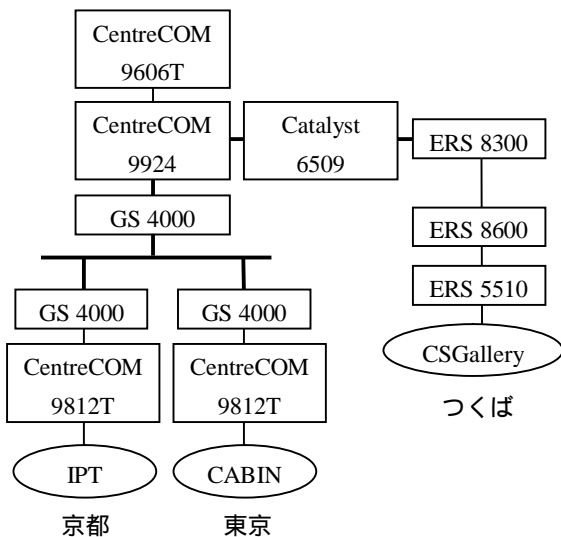 CentreCOM
9606T
CentreCOM
9924
Catalyst
6509
ERS 8300
GS 4000
ERS 8600
ERS 5510
GS 4000
GS 4000
CentreCOM
9812T
CentreCOM
9812T
CSGallery
つくば
IPT
CABIN
京都
東京